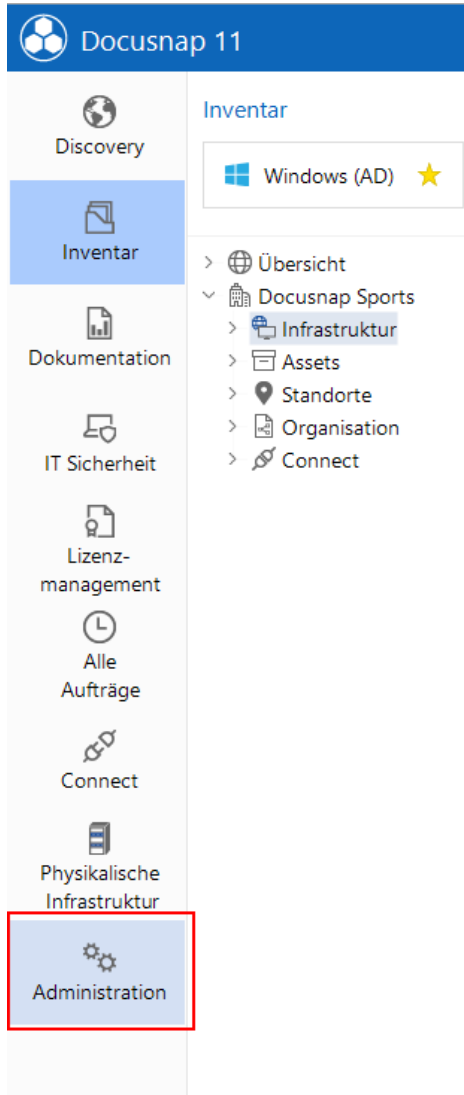 Docusnap 11
Discovery
Inventar
Dokumentation
IT Sicherheit
Lizenz-
management
Alle
Aufträge
Connect
Physikalische
Infrastruktur
Administration
Inventar
Windows (AD)
Übersicht
Docusnap Sports
Infrastruktur
Assets
Standorte
Organisation
Connect